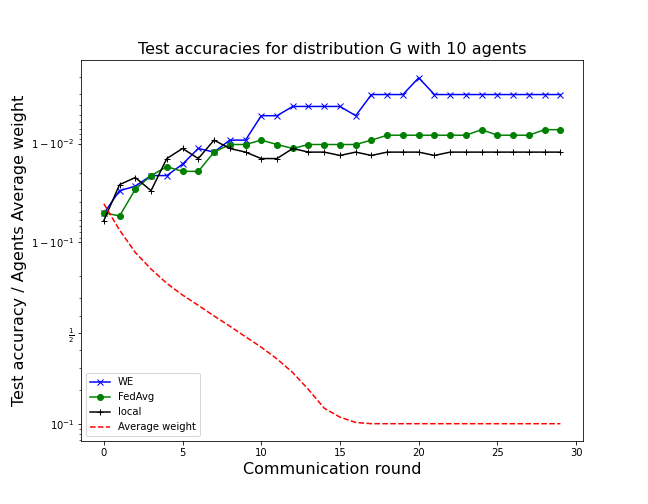 Test accuracies for distribution G with 10 agents
Test accuracy / Agents Average weight
1 − 10⁻²
1 − 10⁻¹
½
10⁻¹
WE
FedAvg
local
Average weight
0 5 10 15 20 25 30
Communication round